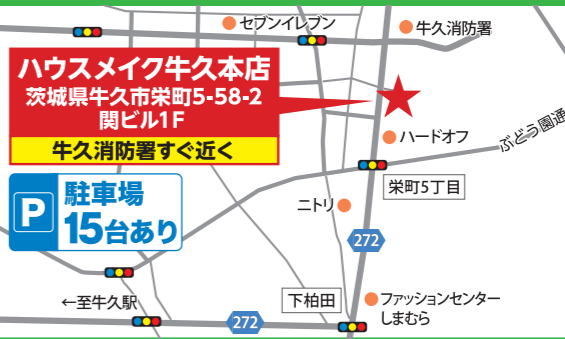 セブンイレブン
牛久消防署
ハウスメイク牛久本店
茨城県牛久市栄町5-58-2
関ビル1F
牛久消防署すぐ近く
ハードオフ
ぶどう園通
P
駐車場
15台あり
栄町5丁目
ニトリ
272
←至牛久駅
272
下柏田
ファッションセンター
しまむら